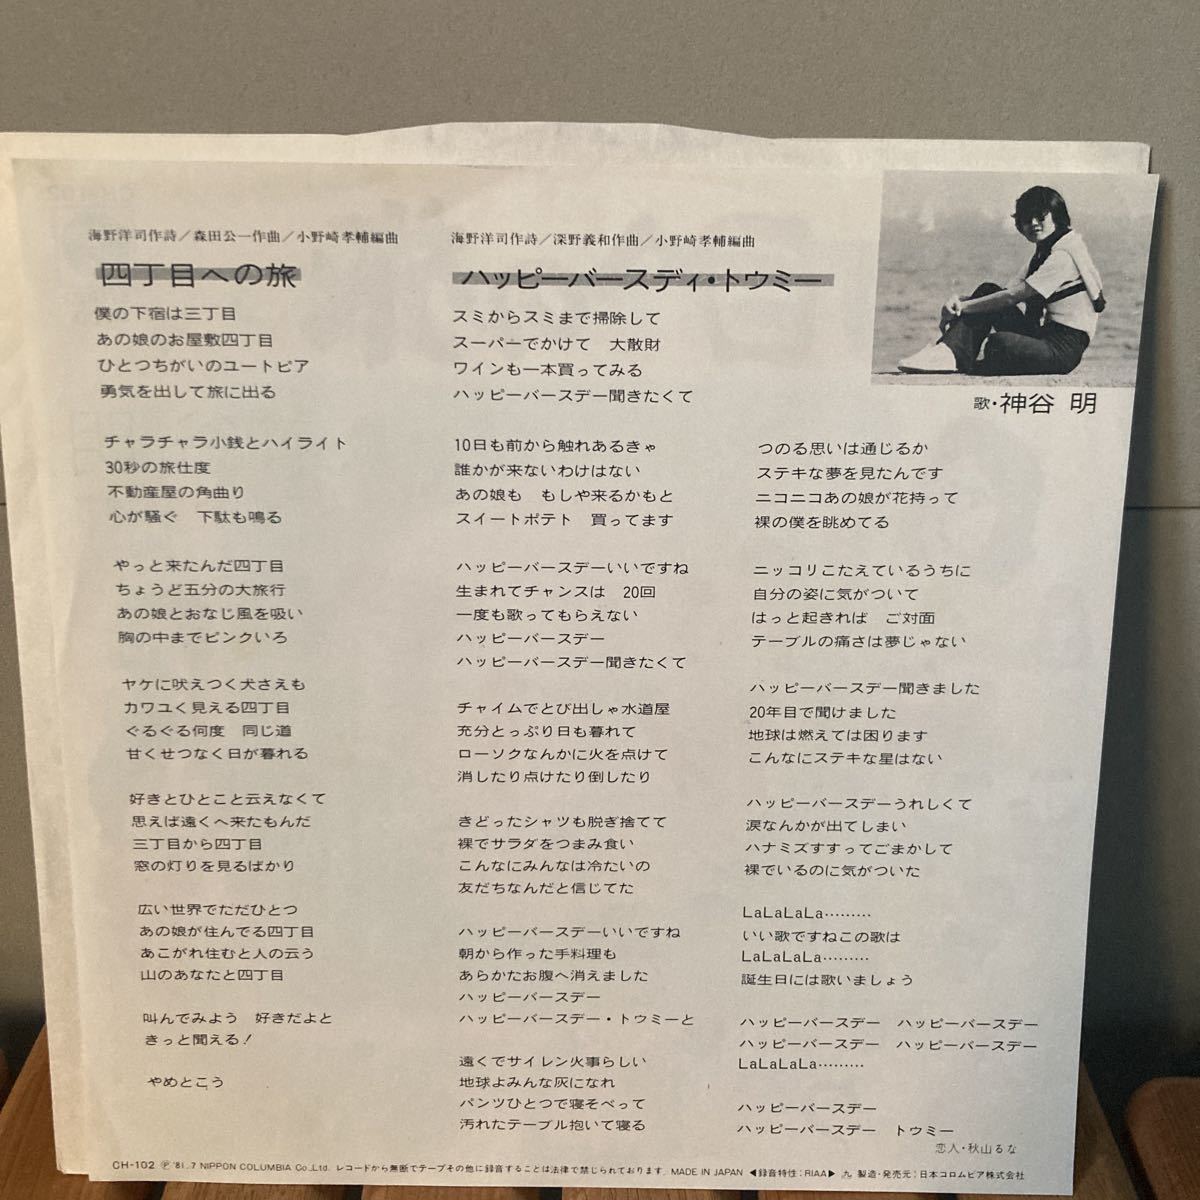 海野洋司作詩／森田公一作曲／小野崎孝輔編曲
四丁目への旅
僕の下宿は三丁目
あの娘のお屋敷四丁目
ひとつちがいのユートピア
勇気を出して旅に出る
チャラチャラ小銭とハイライト
30秒の旅仕度
不動産屋の角曲り
心が騒ぐ　下駄も鳴る
やっと来たんだ四丁目
ちょうど五分の大旅行
あの娘とおなじ風を吸い
胸の中までピンクいろ
ヤケに吠えつく犬さえも
カワユく見える四丁目
ぐるぐる何度　同じ道
甘くせつなく日が暮れる
好きとひとこと云えなくて
思えば遠くへ来たもんだ
三丁目から四丁目
窓の灯りを見るばかり
広い世界でただひとつ
あの娘が住んでる四丁目
あこがれ住むと人の云う
山のあなたと四丁目
叫んでみよう　好きだよと
きっと聞える！
やめとこう
海野洋司作詩／深野義和作曲／小野崎孝輔編曲
ハッピーバースディ・トゥミー
スミからスミまで掃除して
スーパーでかけて　大散財
ワインも一本買ってみる
ハッピーバースデー聞きたくて
10日も前から触れあるきゃ
誰かが来ないわけはない
あの娘も　もしや来るかもと
スイートポテト　買ってます
ハッピーバースデーいいですね
生まれてチャンスは　20回
一度も歌ってもらえない
ハッピーバースデー
ハッピーバースデー聞きたくて
チャイムでとび出しゃ水道屋
充分とっぷり日も暮れて
ローソクなんかに火を点けて
消したり点けたり倒したり
きどったシャツも脱ぎ捨てて
裸でサラダをつまみ食い
こんなにみんなは冷たいの
友だちなんだと信じてた
ハッピーバースデーいいですね
朝から作った手料理も
あらかたお腹へ消えました
ハッピーバースデー
ハッピーバースデー・トゥミーと
遠くでサイレン火事らしい
地球よみんな灰になれ
パンツひとつで寝そべって
汚れたテーブル抱いて寝る
歌・神谷　明
つのる思いは通じるか
ステキな夢を見たんです
ニコニコあの娘が花持って
裸の僕を眺めてる
ニッコリこたえているうちに
自分の姿に気がついて
はっと起きれば　ご対面
テーブルの痛さは夢じゃない
ハッピーバースデー聞きました
20年目で聞けました
地球は燃えては困ります
こんなにステキな星はない
ハッピーバースデーうれしくて
涙なんかが出てしまい
ハナミズすすってごまかして
裸でいるのに気がついた
LaLaLaLa………
いい歌ですねこの歌は
LaLaLaLa………
誕生日には歌いましょう
ハッピーバースデー　ハッピーバースデー
ハッピーバースデー　ハッピーバースデー
LaLaLaLa………
ハッピーバースデー
ハッピーバースデー　トゥミー
恋人・秋山るな
CH-102 Ⓟ'81.7 NIPPON COLUMBIA Co.,Ltd. レコードから無断でテープその他に録音することは法律で禁じられております. MADE IN JAPAN ◀録音特性：RIAA▶ 九 製造・発売元：日本コロムビア株式会社